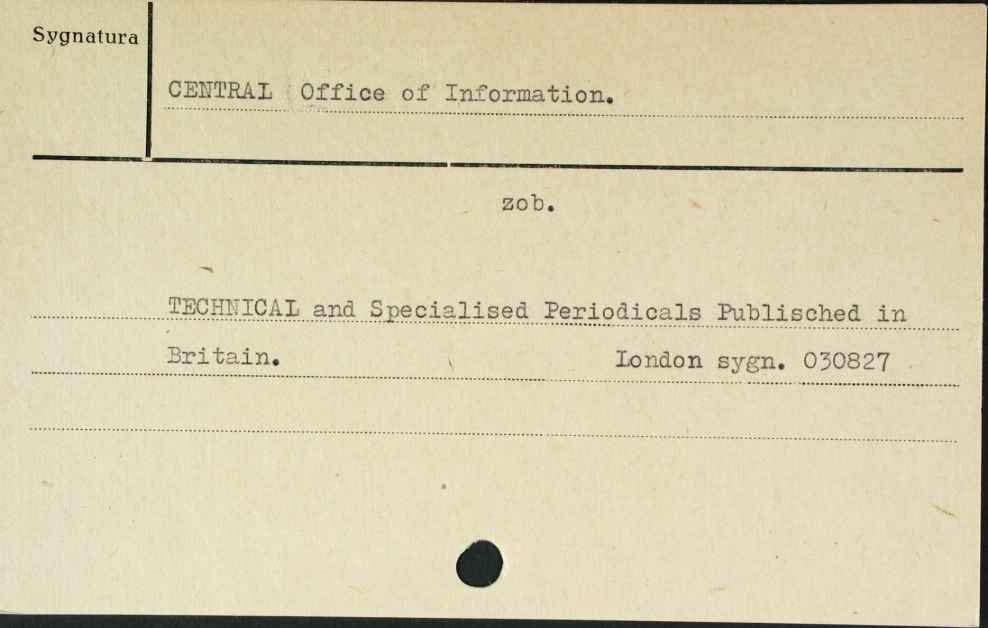 Sygnatura
CENTRAL Office of Information.
zob.
TECHNICAL and Specialised Periodicals Publisched in
Britain. London sygn. 030827